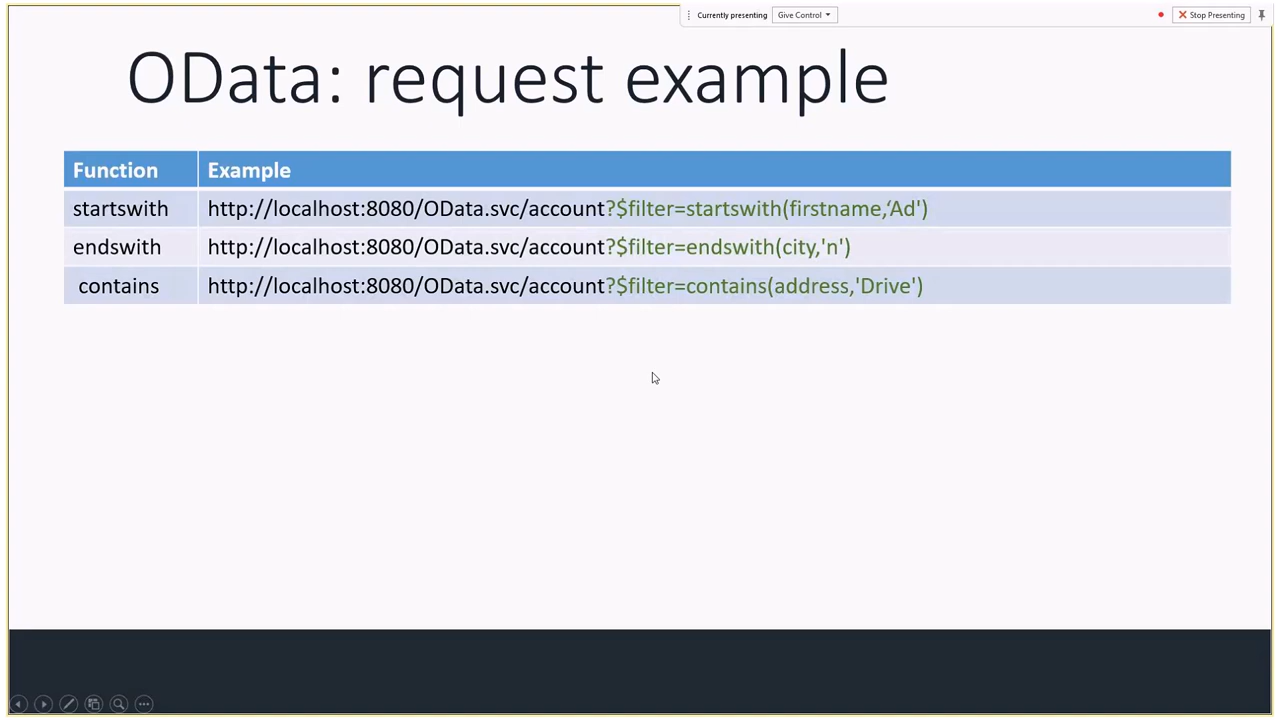 Currently presenting Give Control Stop Presenting
OData: request example
Function Example
startswith http://localhost:8080/OData.svc/account?$filter=startswith(firstname,‘Ad')
endswith http://localhost:8080/OData.svc/account?$filter=endswith(city,'n')
contains http://localhost:8080/OData.svc/account?$filter=contains(address,'Drive')